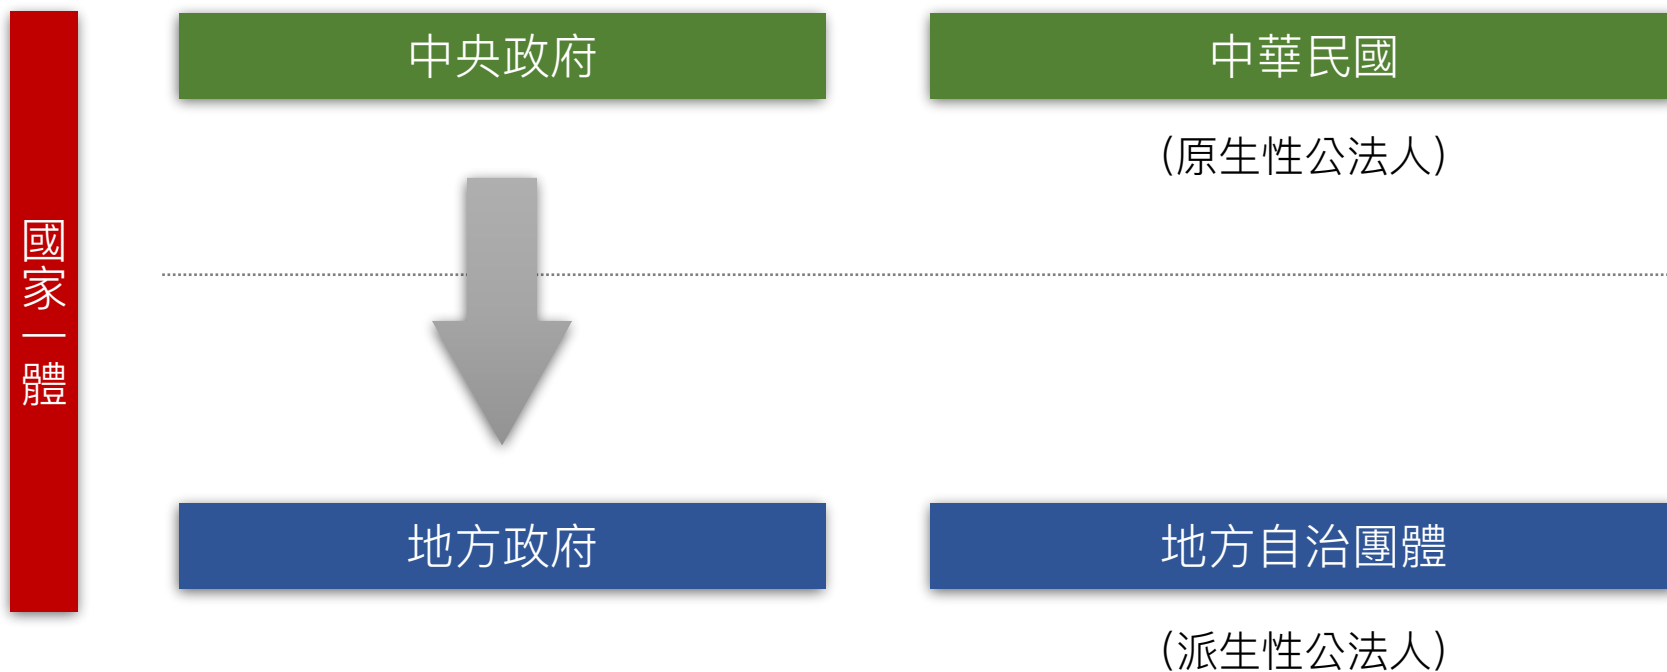 國家一體
中央政府
中華民國
(原生性公法人)
地方政府
地方自治團體
(派生性公法人)